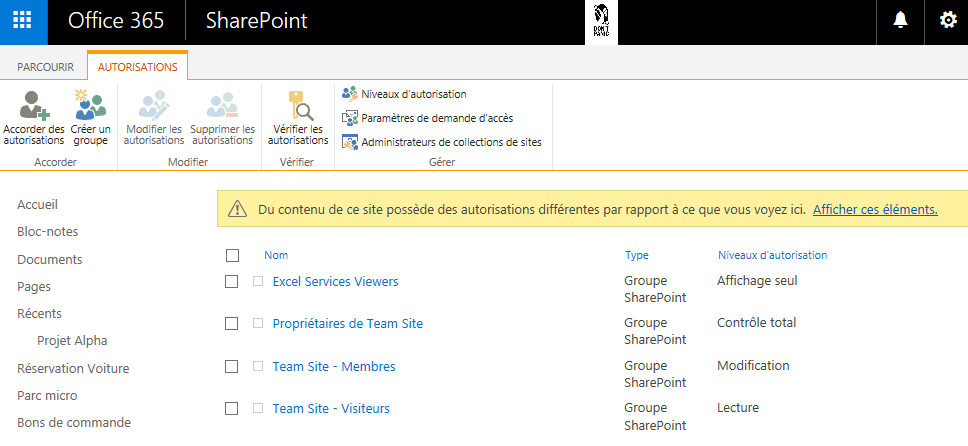 Office 365 SharePoint DON'T
PANIC
PARCOURIR AUTORISATIONS
Accorder des
autorisations
Créer un
groupe
Accorder
Modifier les
autorisations
Supprimer les
autorisations
Modifier
Vérifier les
autorisations
Vérifier
Niveaux d'autorisation
Paramètres de demande d'accès
Administrateurs de collections de sites
Gérer
Accueil
Bloc-notes
Documents
Pages
Récents
Projet Alpha
Réservation Voiture
Parc micro
Bons de commande
Du contenu de ce site possède des autorisations différentes par rapport à ce que vous voyez ici. Afficher ces éléments.
Nom Type Niveaux d'autorisation
Excel Services Viewers Groupe SharePoint Affichage seul
Propriétaires de Team Site Groupe SharePoint Contrôle total
Team Site - Membres Groupe SharePoint Modification
Team Site - Visiteurs Groupe SharePoint Lecture